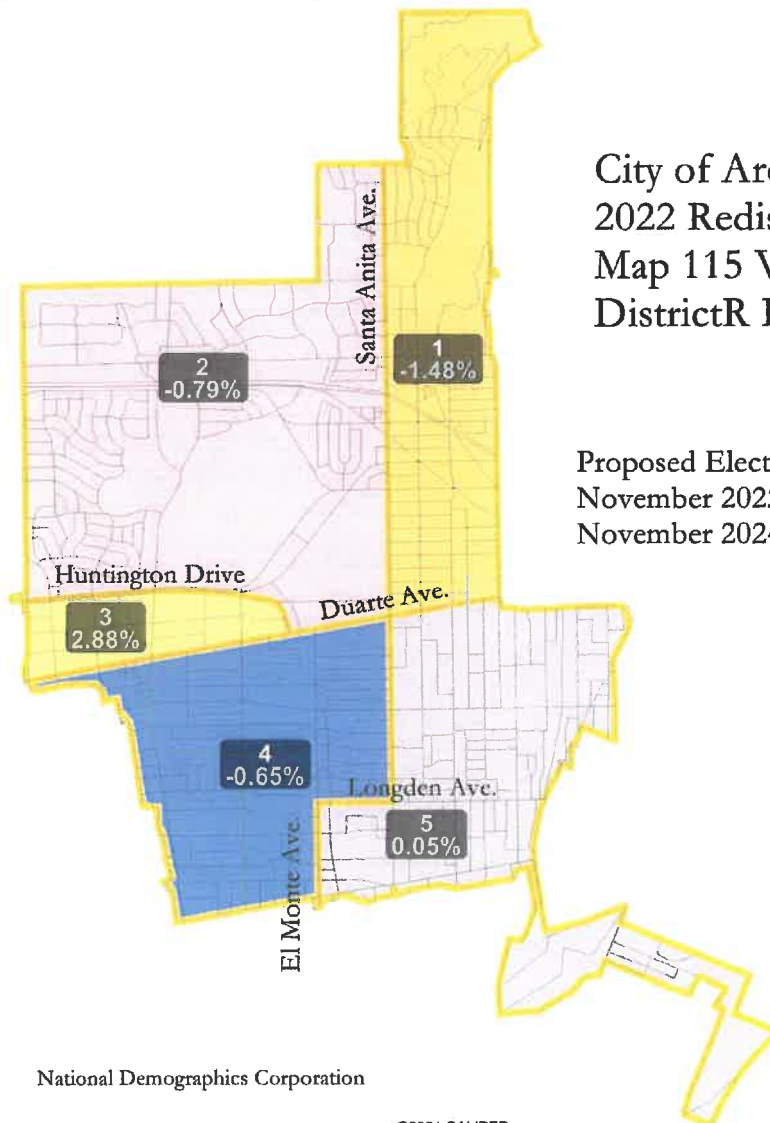 City of Ar
2022 Redis
Map 115 V
DistrictR
Santa Anita Ave.
1
-1.48%
2
-0.79%
Proposed Elect
November 202
November 2024
Huntington Drive
Duarte Ave.
3
2.88%
4
-0.65%
Longden Ave.
5
0.05%
El Monte Ave.
National Demographics Corporation